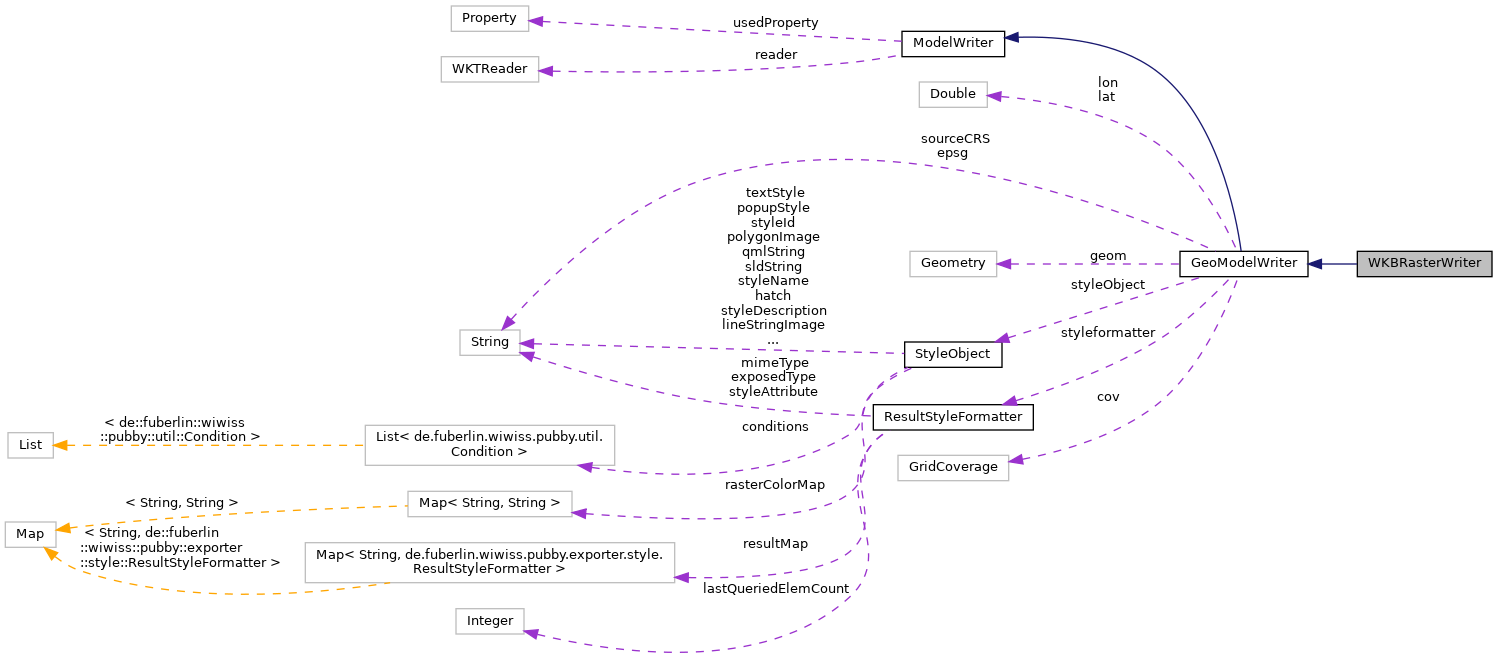 Property
usedProperty
ModelWriter
reader
WKTReader
Double
lon
lat
sourceCRS
epsg
textStyle
popupStyle
styleId
polygonImage
qmlString
sldString
styleName
hatch
styleDescription
lineStringImage
...
Geometry
geom
GeoModelWriter
WKBRasterWriter
styleObject
styleformatter
String
StyleObject
mimeType
exposedType
styleAttribute
cov
ResultStyleFormatter
< de::fuberlin::wiwiss
::pubby::util::Condition >
List
List< de.fuberlin.wiwiss.pubby.util.
Condition >
conditions
GridCoverage
rasterColorMap
< String, String >
Map< String, String >
Map
< String, de::fuberlin
::wiwiss::pubby::exporter
::style::ResultStyleFormatter >
Map< String, de.fuberlin.wiwiss.pubby.exporter.style.
ResultStyleFormatter >
resultMap
lastQueriedElemCount
Integer